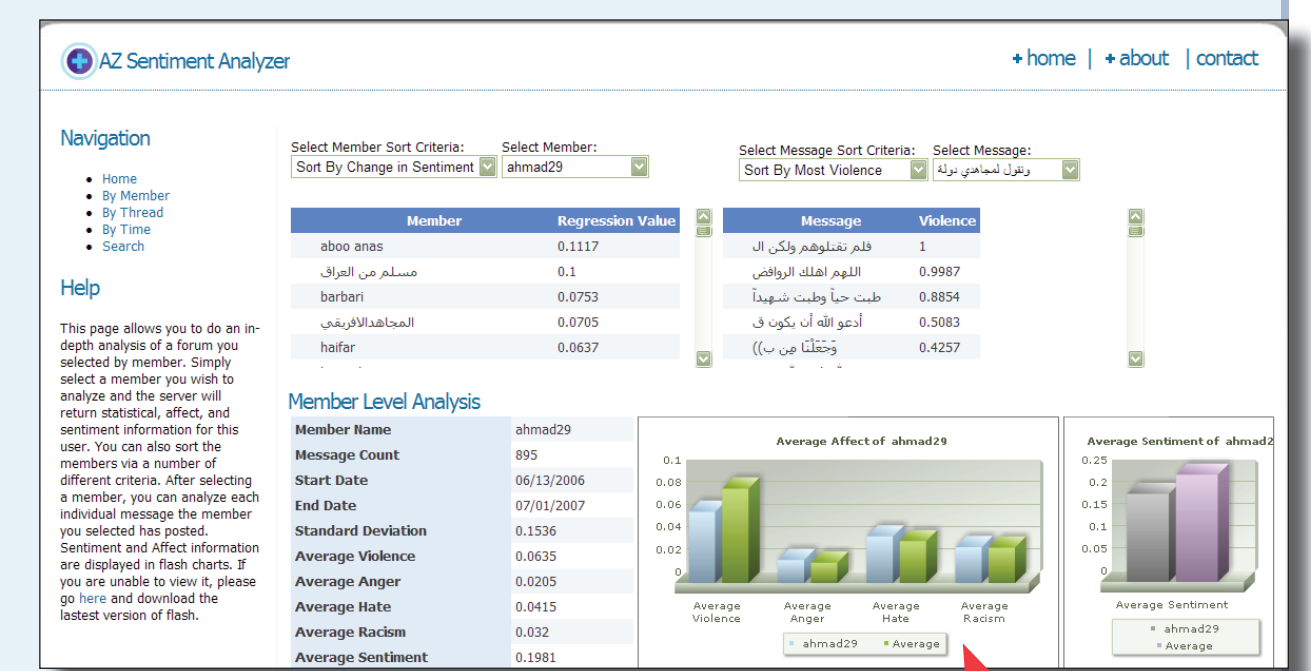 AZ Sentiment Analyzer
+ home | + about | contact
Navigation
• Home
• By Member
• By Thread
• By Time
• Search
Help
This page allows you to do an in-
depth analysis of a forum you
selected by member. Simply
select a member you wish to
analyze and the server will
return statistical, affect, and
sentiment information for this
user. You can also sort the
members via a number of
different criteria. After selecting
a member, you can analyze each
individual message the member
you selected has posted.
Sentiment and Affect information
are displayed in flash charts. If
you are unable to view it, please
go here and download the
lastest version of flash.
Select Member Sort Criteria: Select Member:
Sort By Change in Sentiment ahmad29
Select Message Sort Criteria: Select Message:
Sort By Most Violence ونقول لمجاهدي دولة
Member Regression Value
aboo anas 0.1117
مسلم من العراق 0.1
barbari 0.0753
المجاهدالافريقي 0.0705
haifar 0.0637
Message Violence
فلم تقتلوهم ولكن ال 1
اللهم اهلك الروافض 0.9987
طبت حياً وطبت شهيداً 0.8854
أدعو الله أن يكون ق 0.5083
وَجَعَلْنَا مِن ب)) 0.4257
Member Level Analysis
Member Name ahmad29
Message Count 895
Start Date 06/13/2006
End Date 07/01/2007
Standard Deviation 0.1536
Average Violence 0.0635
Average Anger 0.0205
Average Hate 0.0415
Average Racism 0.032
Average Sentiment 0.1981
Average Affect of ahmad29
0.1
0.08
0.06
0.04
0.02
0
Average Violence
Average Anger
Average Hate
Average Racism
ahmad29 Average
Average Sentiment of ahmad2
0.25
0.2
0.15
0.1
0.05
0
Average Sentiment
ahmad29
Average